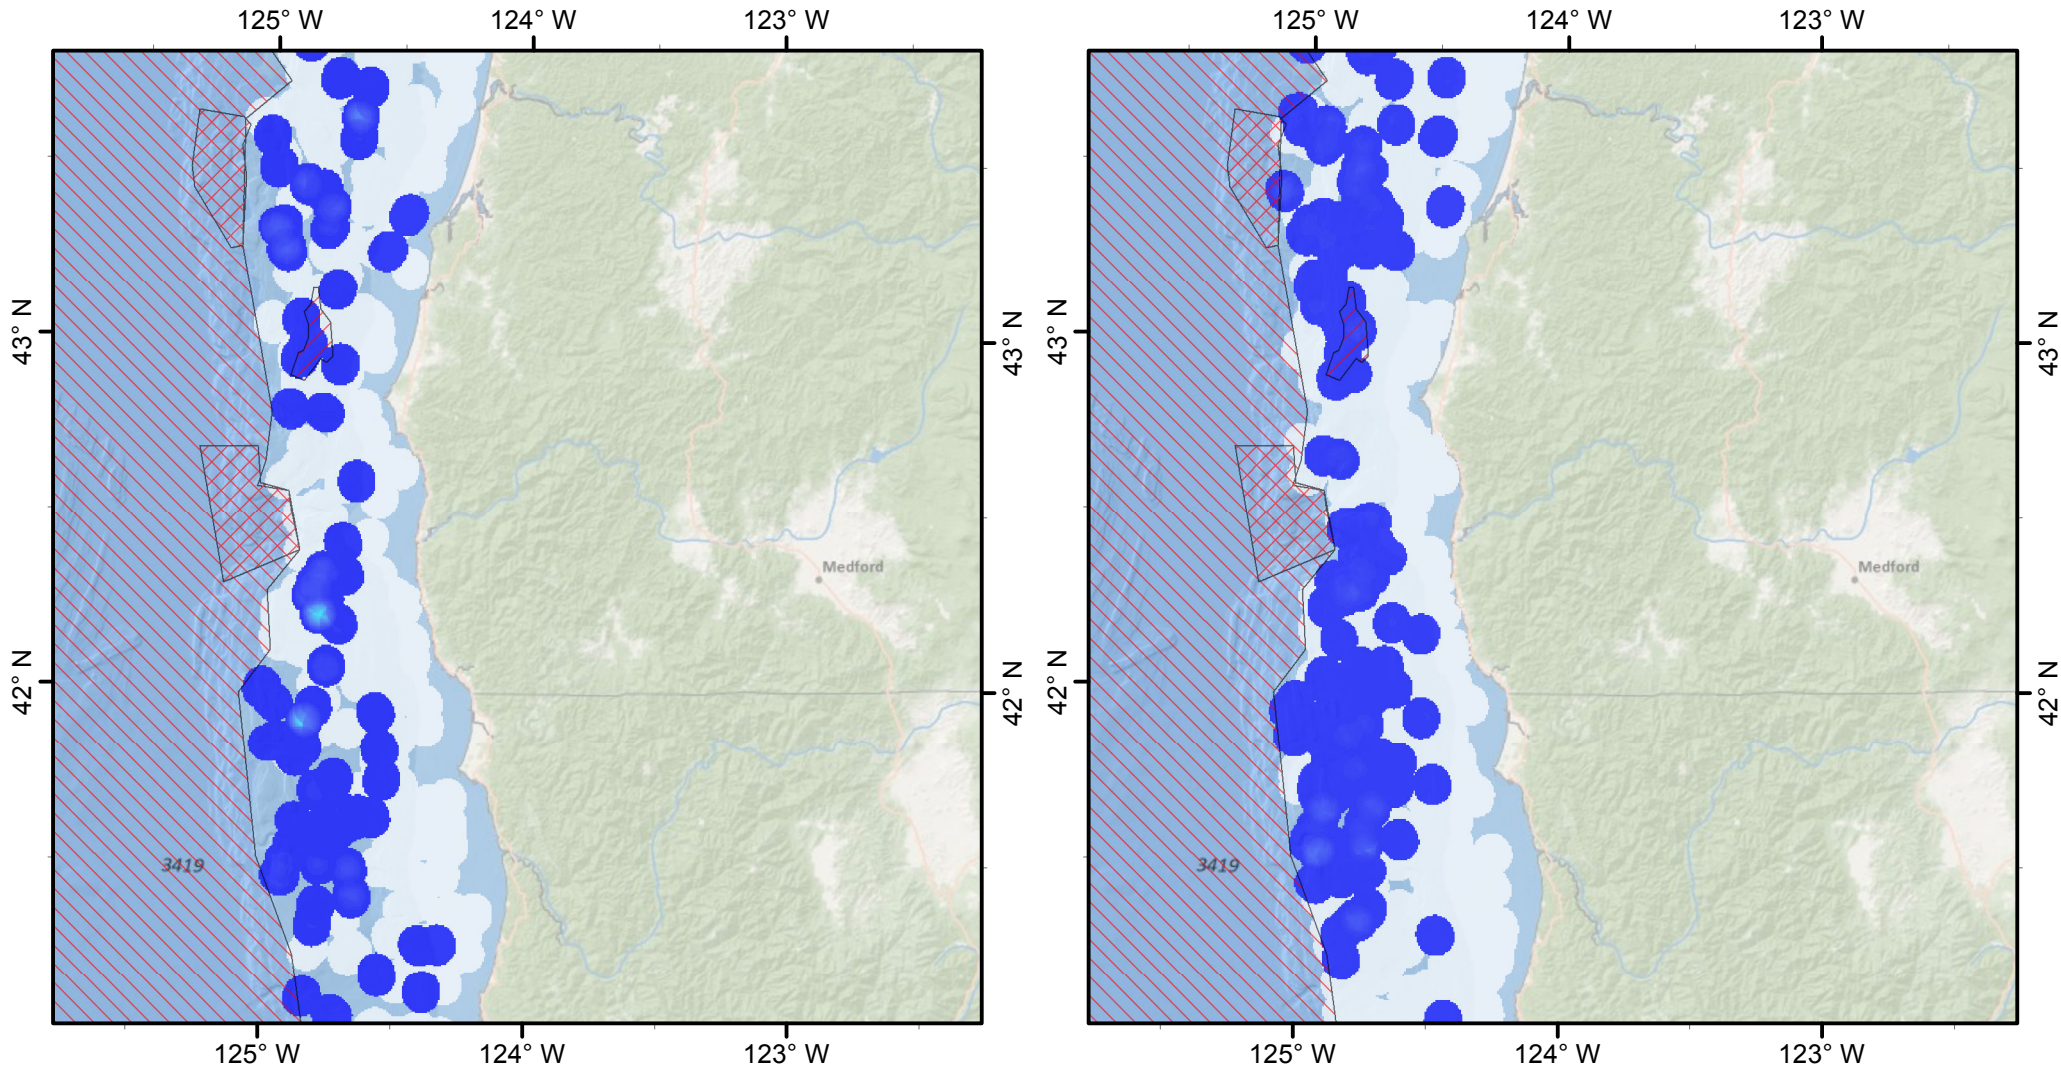 125° W 124° W 123° W 125° W 124° W 123° W
43° N 43° N 43° N 43° N
Medford Medford
42° N 42° N 42° N 42° N
3419 3419
125° W 124° W 123° W 125° W 124° W 123° W